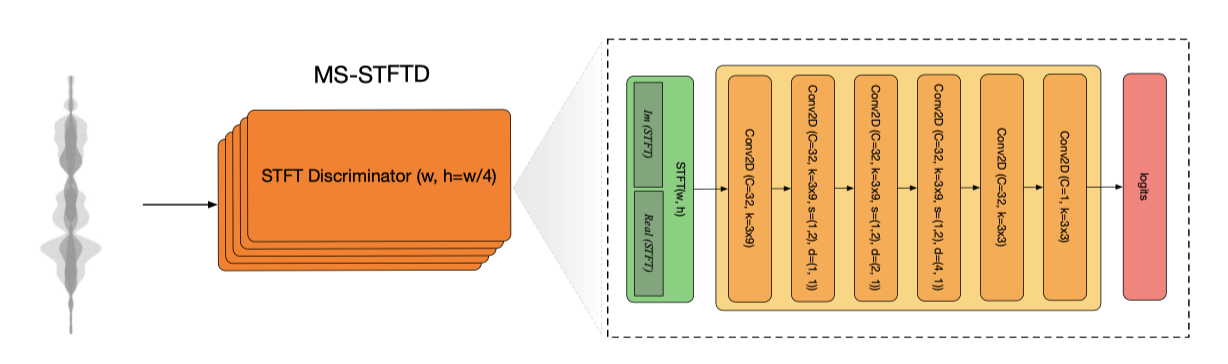 MS-STFTD
STFT Discriminator (w, h=w/4)
Im (STFT)
Real (STFT)
STFT(w, h)
Conv2D (C=32, k=3x9)
Conv2D (C=32, k=3x9, s=(1,2), d=(1, 1))
Conv2D (C=32, k=3x9, s=(1,2), d=(2, 1))
Conv2D (C=32, k=3x9, s=(1,2), d=(4, 1))
Conv2D (C=32, k=3x3)
Conv2D (C=1, k=3x3)
logits